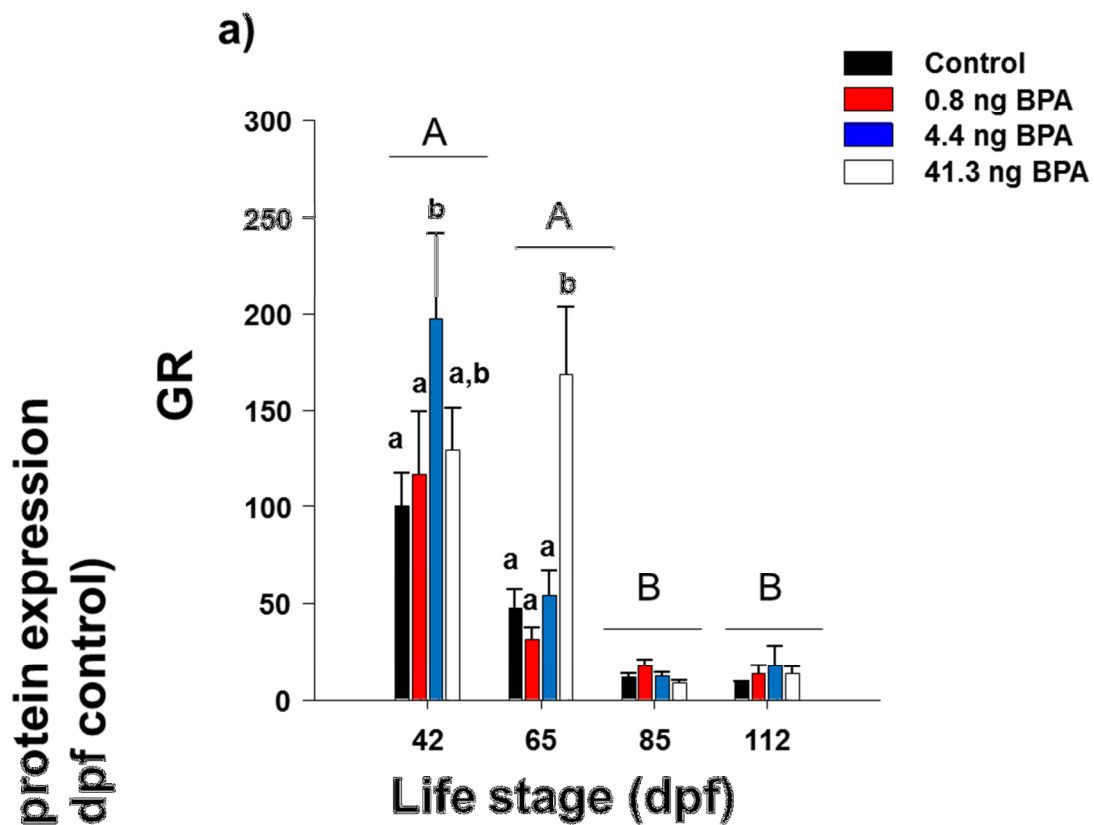 a)
Control
0.8 ng BPA
4.4 ng BPA
41.3 ng BPA
300
250
200
150
100
50
0
GR
protein expression
dpf control)
A
b
a
a
a,b
A
b
a
a
a
B
B
42
65
85
112
Life stage (dpf)